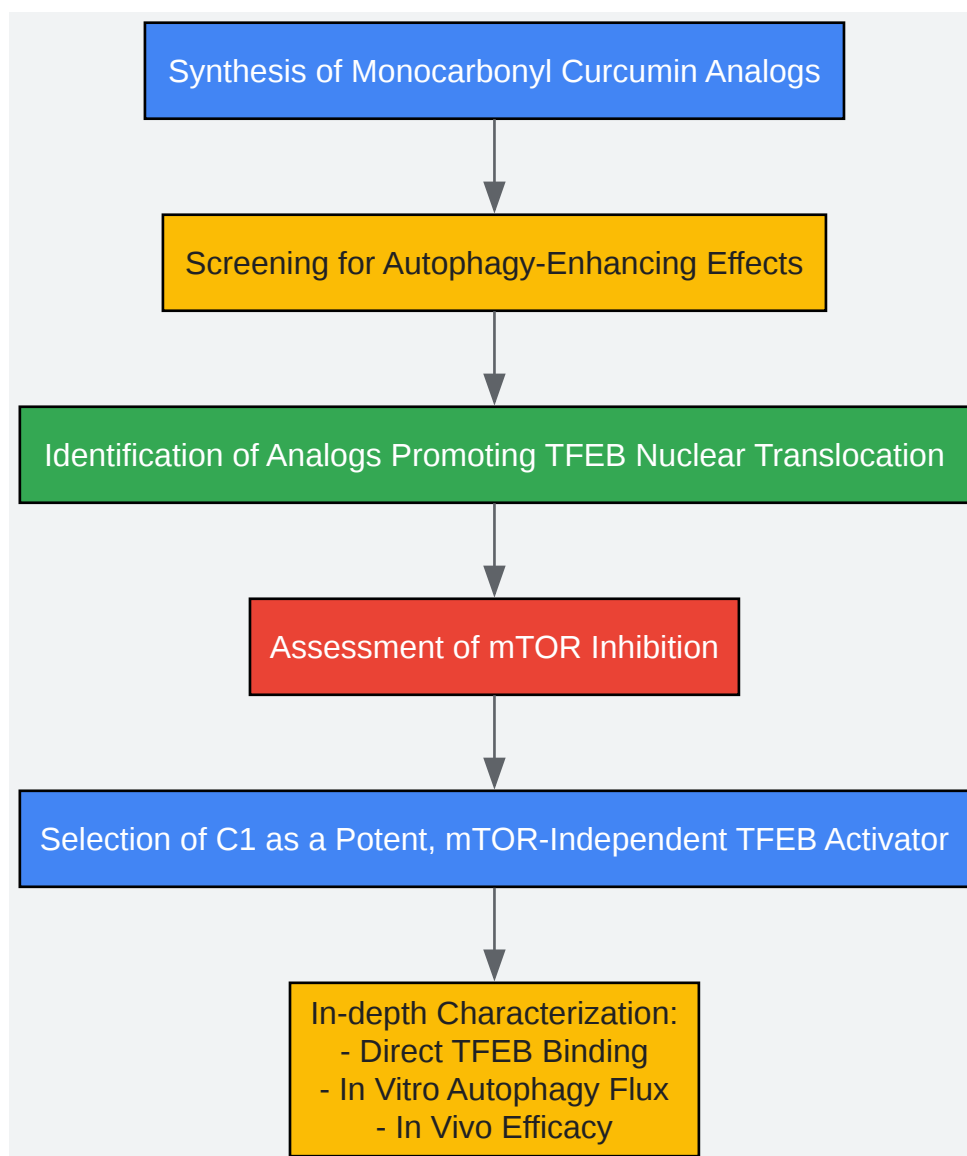 Synthesis of Monocarbonyl Curcumin Analogs
Screening for Autophagy-Enhancing Effects
Identification of Analogs Promoting TFEB Nuclear Translocation
Assessment of mTOR Inhibition
Selection of C1 as a Potent, mTOR-Independent TFEB Activator
In-depth Characterization:
- Direct TFEB Binding
- In Vitro Autophagy Flux
- In Vivo Efficacy